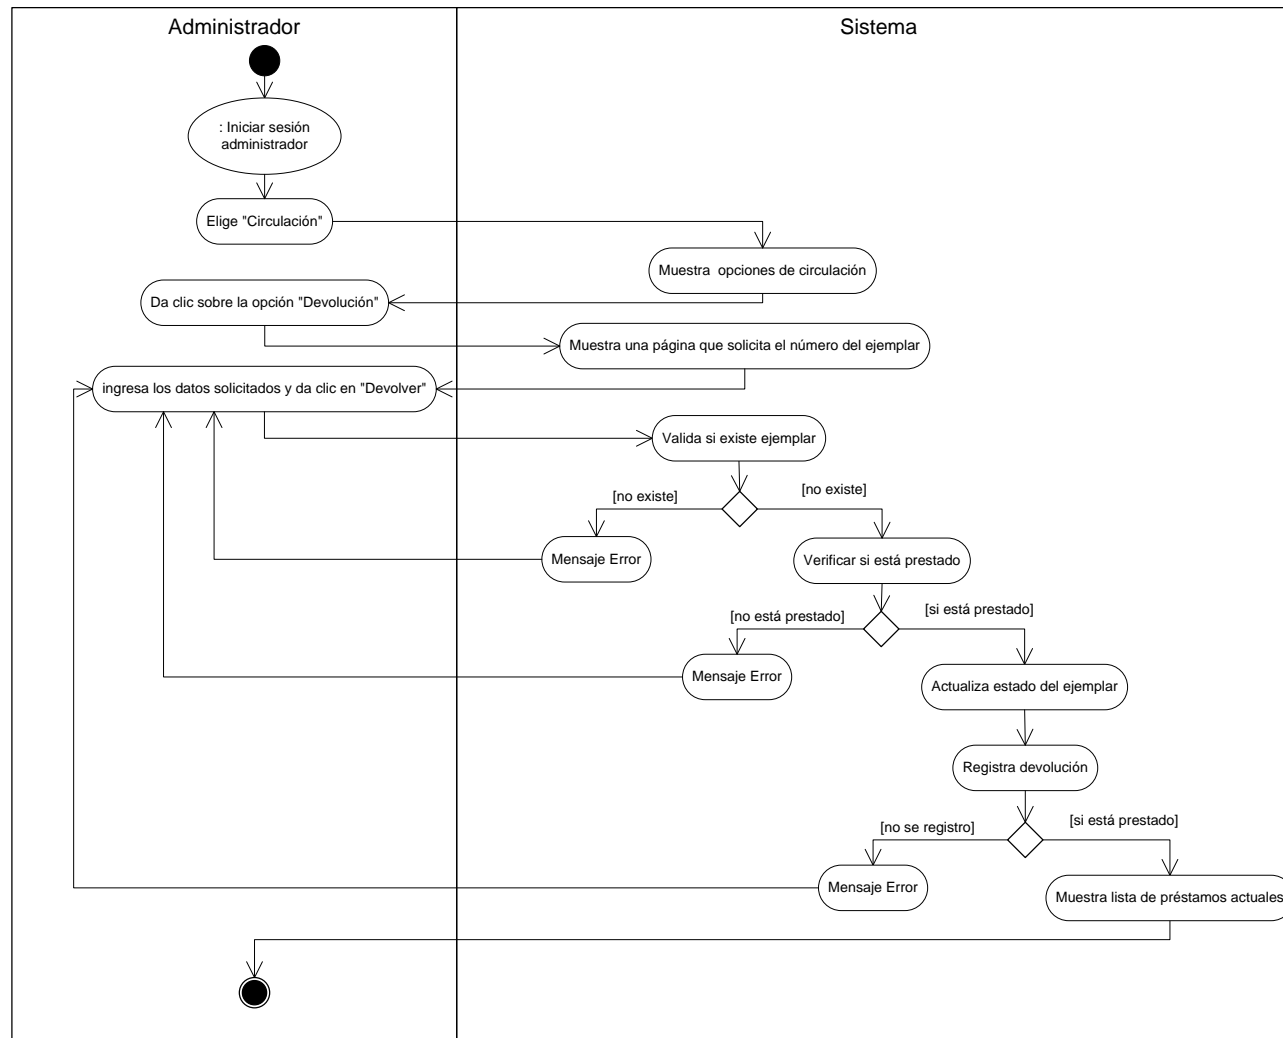 Administrador
Sistema
: Iniciar sesión
administrador
Elige "Circulación"
Muestra opciones de circulación
Da clic sobre la opción "Devolución"
Muestra una página que solicita el número del ejemplar
ingresa los datos solicitados y da clic en "Devolver"
Valida si existe ejemplar
[no existe]
[no existe]
Mensaje Error
Verificar si está prestado
[no está prestado]
[si está prestado]
Mensaje Error
Actualiza estado del ejemplar
Registra devolución
[no se registro]
[si está prestado]
Mensaje Error
Muestra lista de préstamos actuales